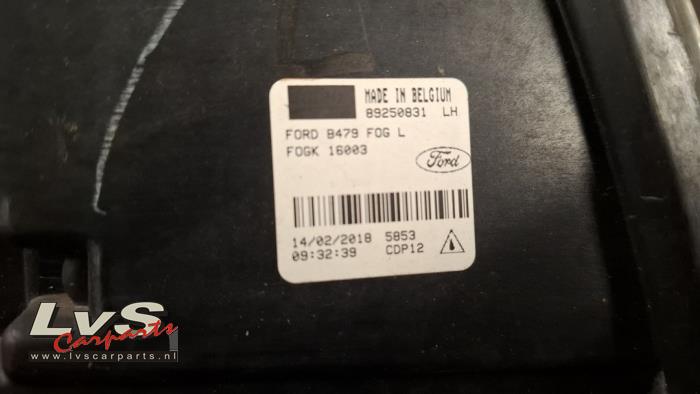 MADE IN BELGIUM
89250831 LH
FORD B479 FOG L
FOGK 16003
Ford
14/02/2018 5853
09:32:39 CDP12
LvS
Carparts
www.lvscarparts.nl